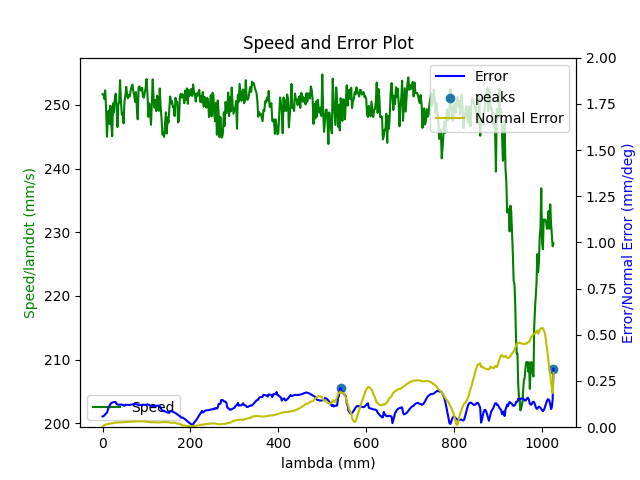 Speed and Error Plot
Error
peaks
Normal Error
Speed
Speed/lamdot (mm/s)
250
240
230
220
210
200
2.00
1.75
1.50
1.25
1.00
0.75
0.50
0.25
0.00
Error/Normal Error (mm/deg)
0 200 400 600 800 1000
lambda (mm)